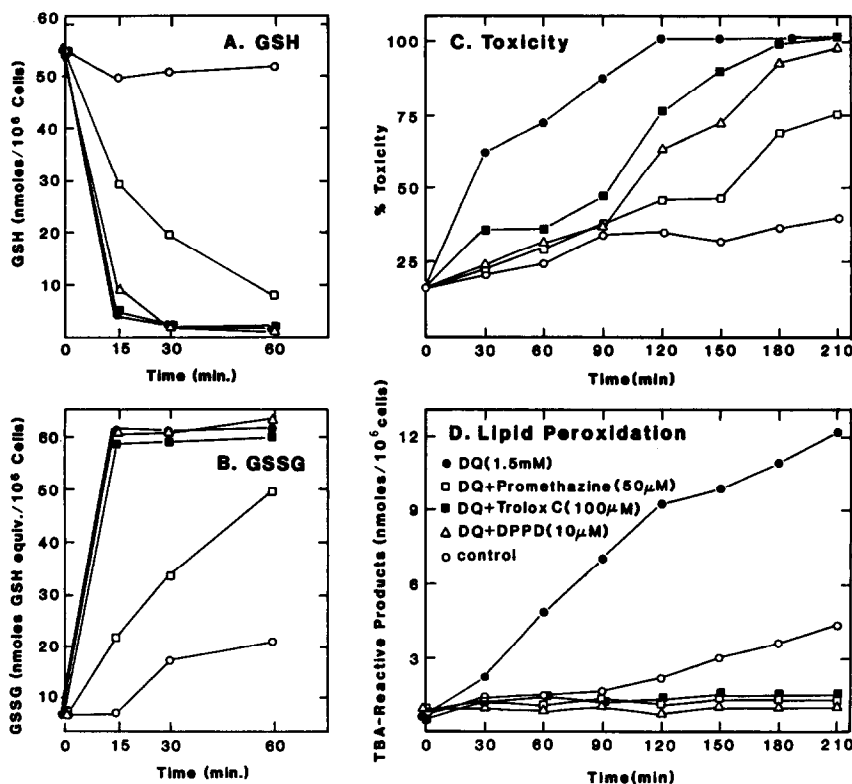 A. GSH
GSH (nmoles/10⁶ Cells)
60
50
40
30
20
10
0
0 15 30 60
Time (min.)
B. GSSG
GSSG (nmoles GSH equiv./10⁶ Cells)
60
50
40
30
20
10
0 15 30 60
Time (min.)
C. Toxicity
% Toxicity
100
75
50
25
0 30 60 90 120 150 180 210
Time(min)
D. Lipid Peroxidation
DQ(1.5mM)
DQ+Promethazine(50μM)
DQ+Trolox C(100μM)
DQ+DPPD(10μM)
control
TBA-Reactive Products (nmoles/10⁶ cells)
12
9
6
3
0 30 60 90 120 150 180 210
Time(min)